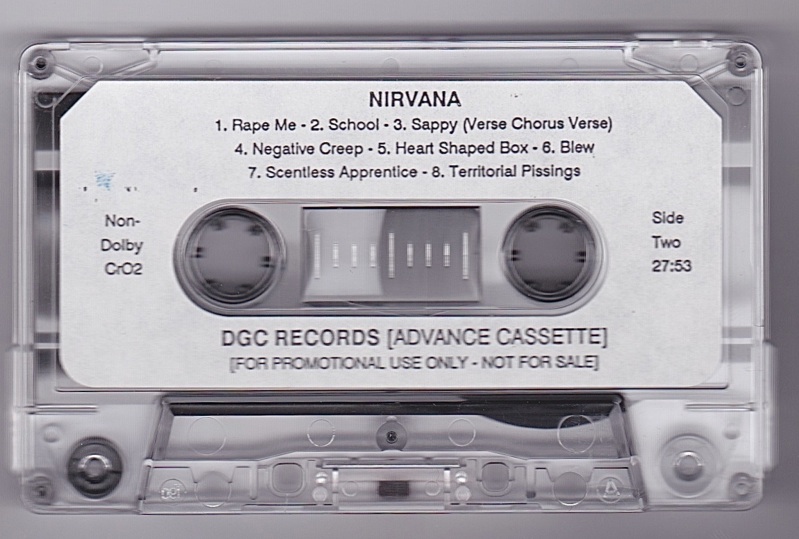 NIRVANA
1. Rape Me - 2. School - 3. Sappy (Verse Chorus Verse)
4. Negative Creep - 5. Heart Shaped Box - 6. Blew
7. Scentless Apprentice - 8. Territorial Pissings
Non-
Dolby
CrO2
Side
Two
27:53
DGC RECORDS [ADVANCE CASSETTE]
[FOR PROMOTIONAL USE ONLY - NOT FOR SALE]